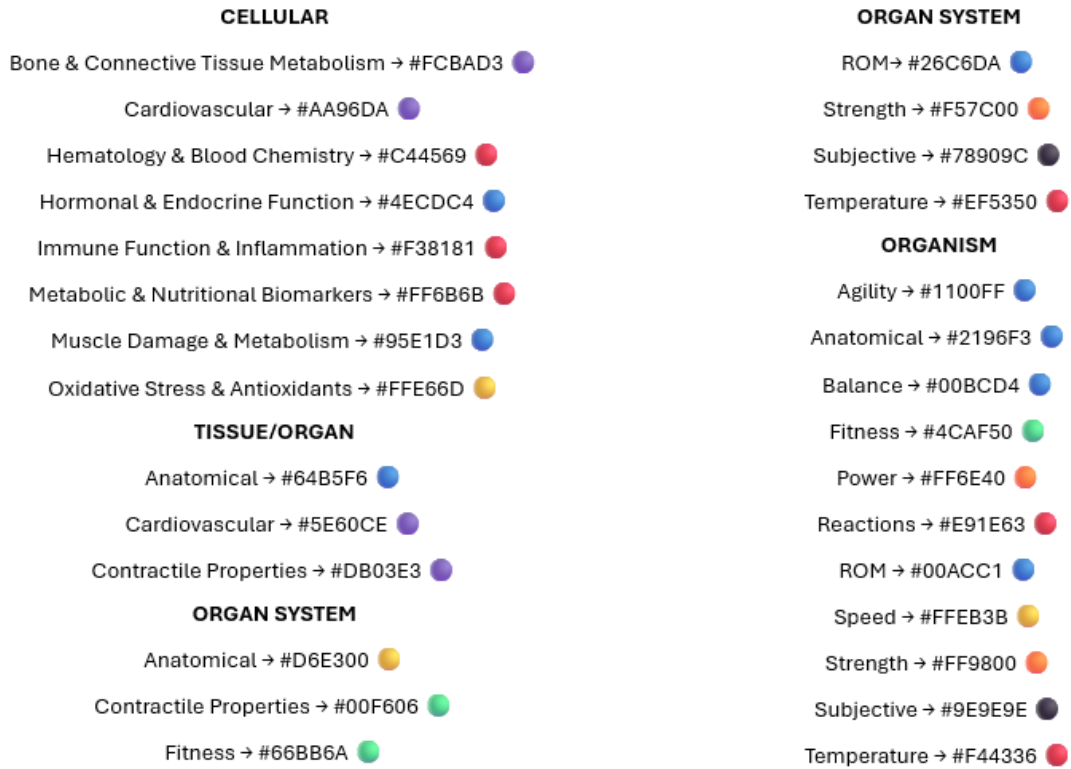 CELLULAR
Bone & Connective Tissue Metabolism → #FCBAD3
Cardiovascular → #AA96DA
Hematology & Blood Chemistry → #C44569
Hormonal & Endocrine Function → #4ECDC4
Immune Function & Inflammation → #F38181
Metabolic & Nutritional Biomarkers → #FF6B6B
Muscle Damage & Metabolism → #95E1D3
Oxidative Stress & Antioxidants → #FFE66D
TISSUE/ORGAN
Anatomical → #64B5F6
Cardiovascular → #5E60CE
Contractile Properties → #DB03E3
ORGAN SYSTEM
Anatomical → #D6E300
Contractile Properties → #00F606
Fitness → #66BB6A
ORGAN SYSTEM
ROM→ #26C6DA
Strength → #F57C00
Subjective → #78909C
Temperature → #EF5350
ORGANISM
Agility → #1100FF
Anatomical → #2196F3
Balance → #00BCD4
Fitness → #4CAF50
Power → #FF6E40
Reactions → #E91E63
ROM → #00ACC1
Speed → #FFEB3B
Strength → #FF9800
Subjective → #9E9E9E
Temperature → #F44336